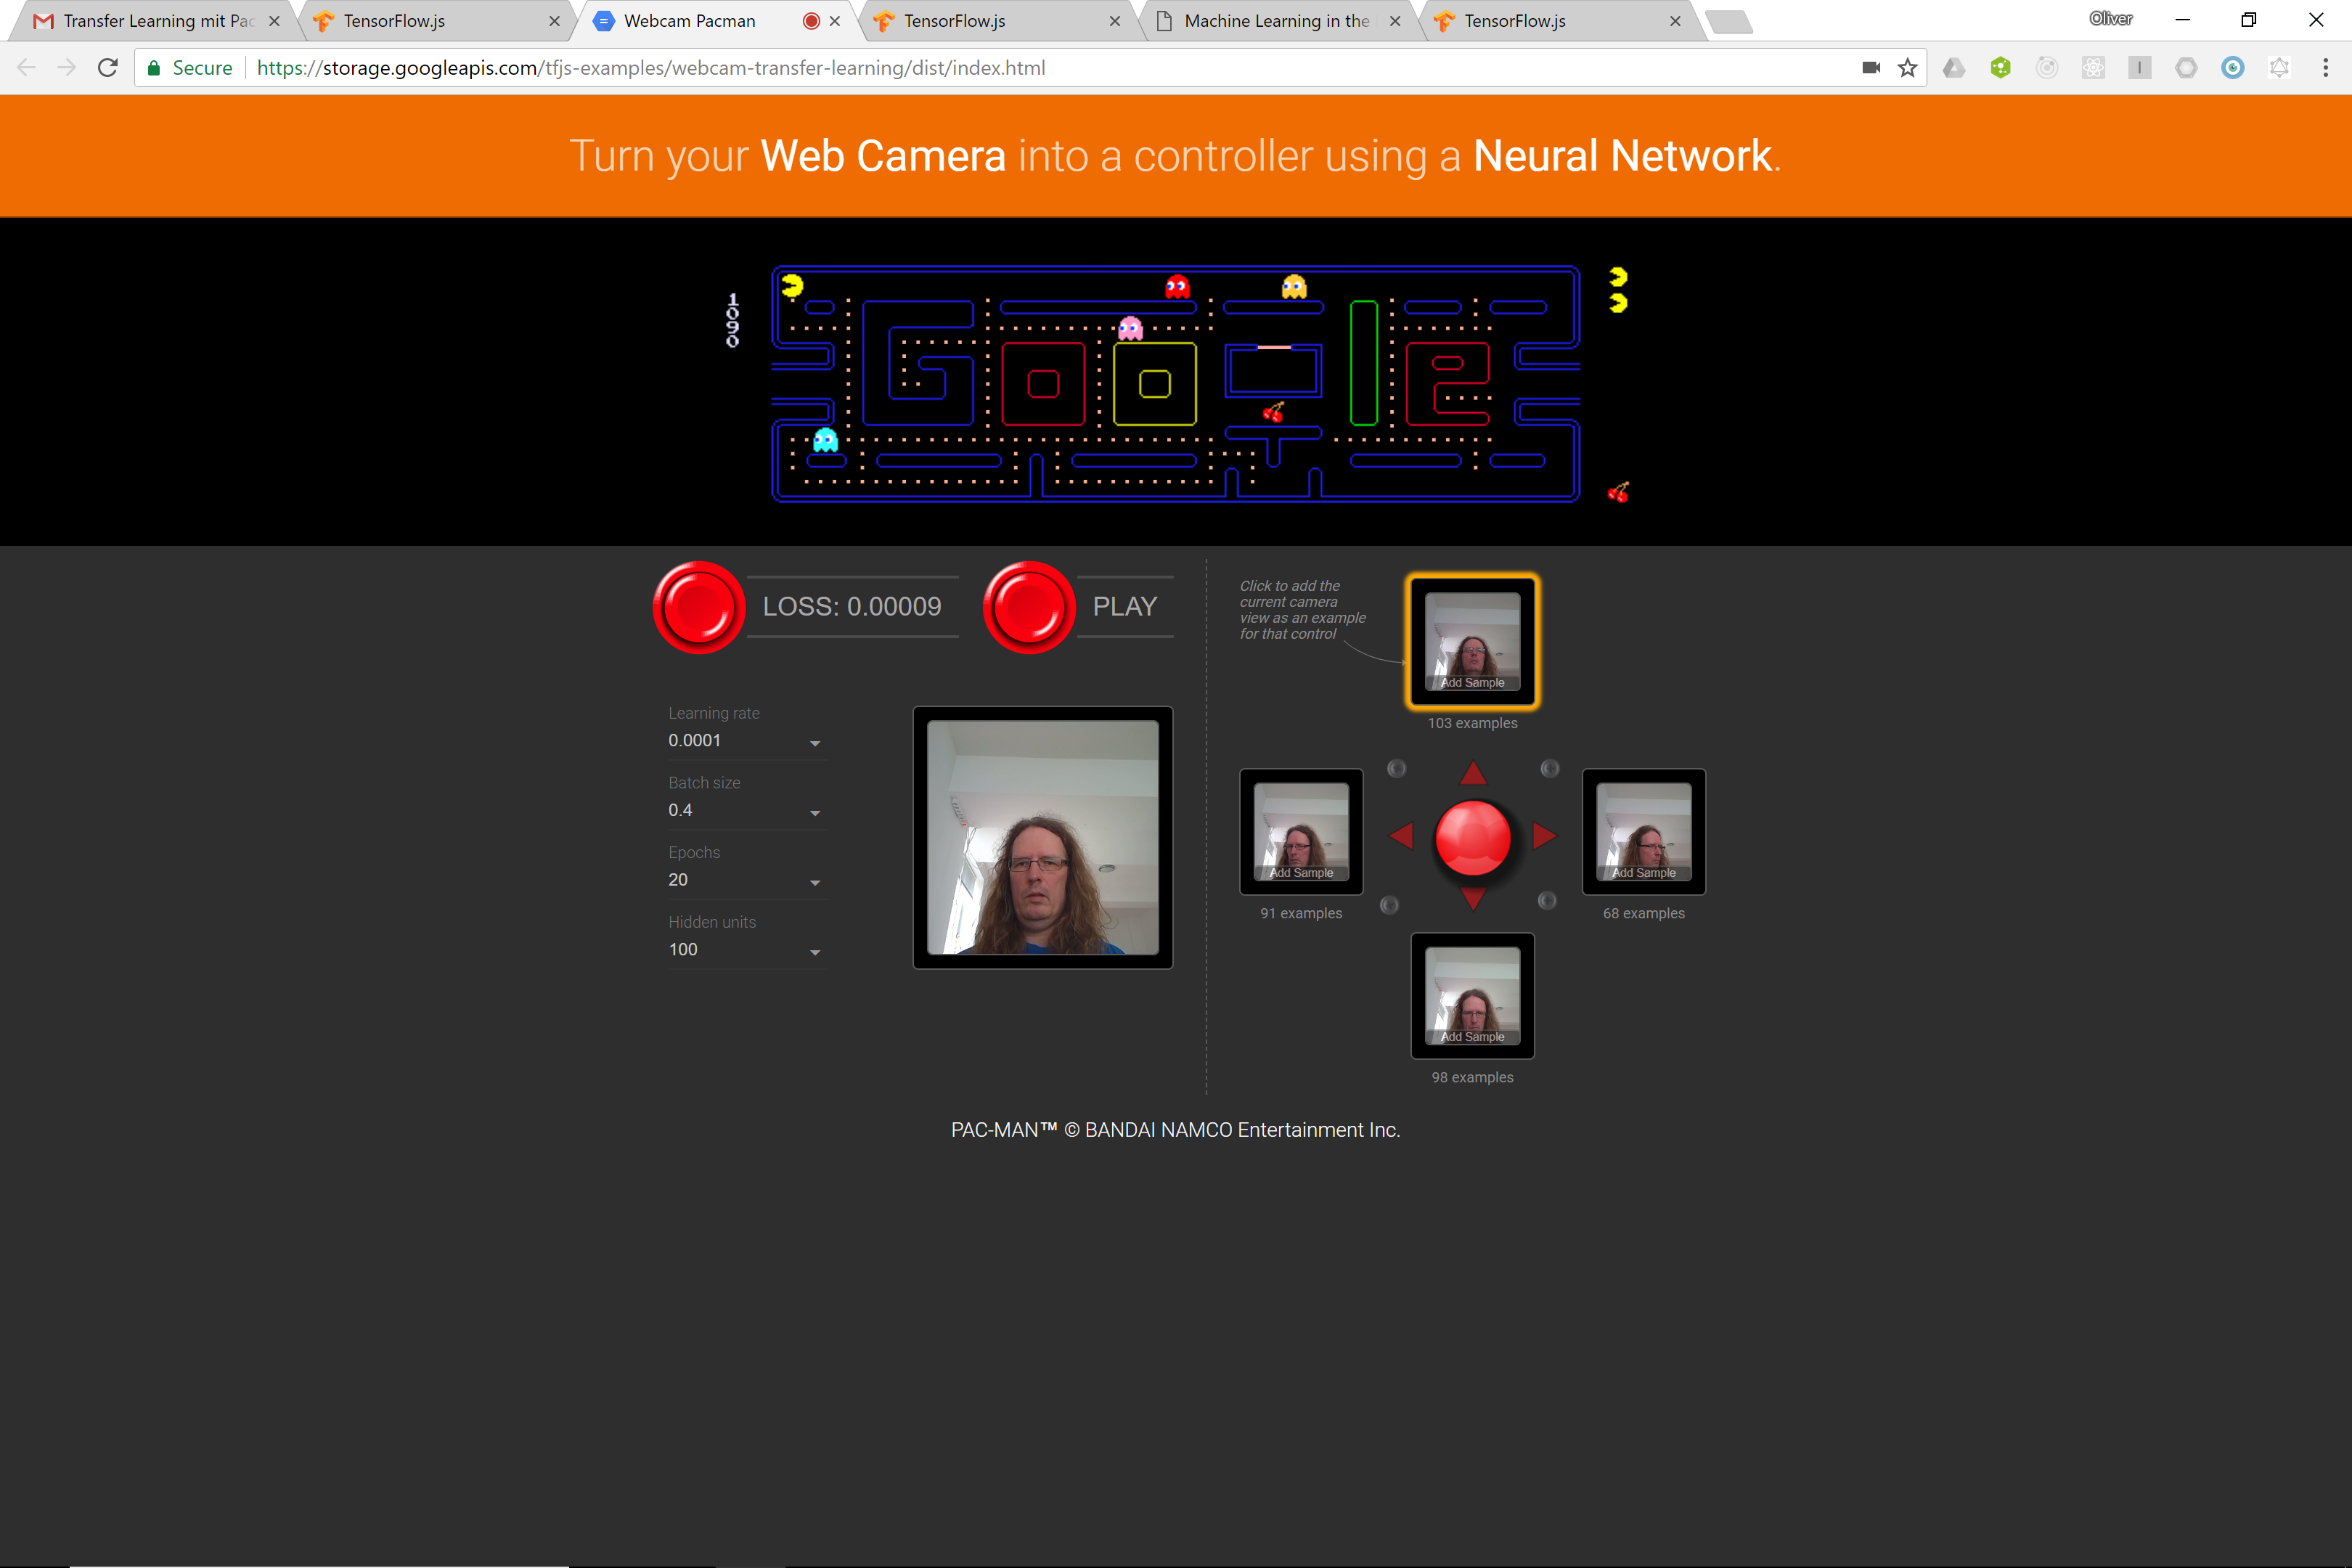 Transfer Learning mit Pac
TensorFlow.js
Webcam Pacman
TensorFlow.js
Machine Learning in the
TensorFlow.js
Oliver
Secure
https://storage.googleapis.com/tfjs-examples/webcam-transfer-learning/dist/index.html
Turn your Web Camera into a controller using a Neural Network.
1090
LOSS: 0.00009
PLAY
Click to add the
current camera
view as an example
for that control
Add Sample
103 examples
Learning rate
0.0001
Batch size
0.4
Epochs
20
Hidden units
100
Add Sample
91 examples
Add Sample
68 examples
Add Sample
98 examples
PAC-MAN™ © BANDAI NAMCO Entertainment Inc.